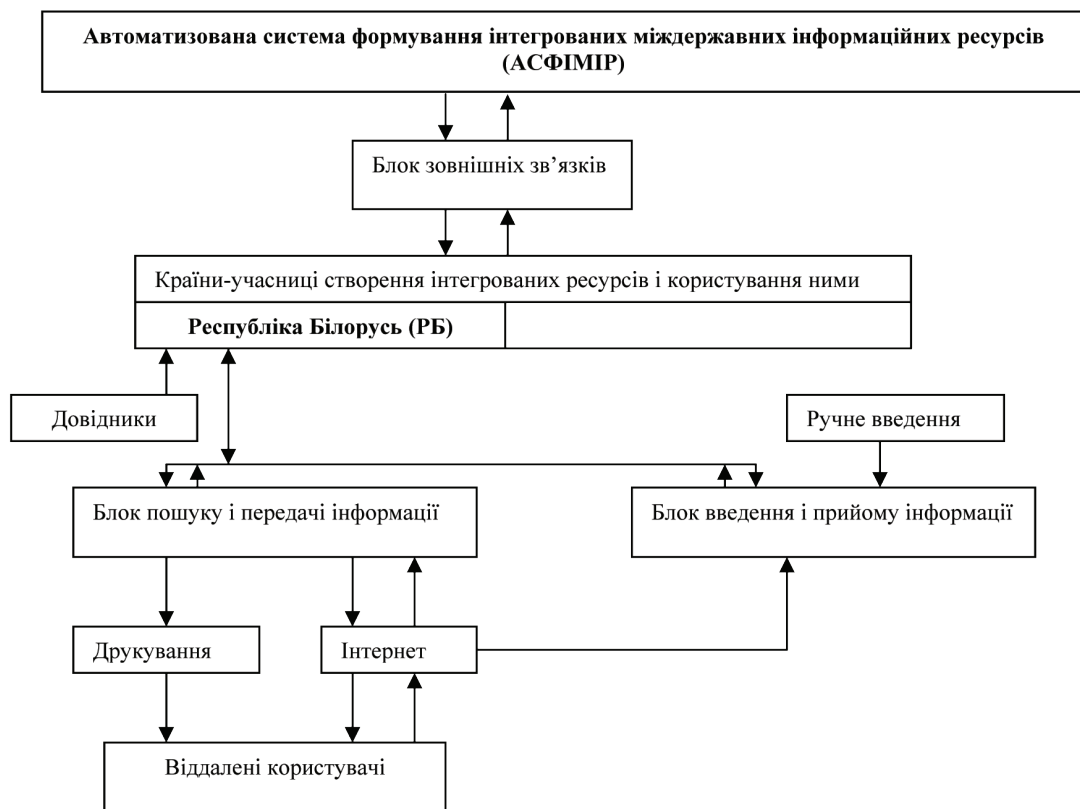 Автоматизована система формування інтегрованих міждержавних інформаційних ресурсів
(АСФІМІР)
Блок зовнішніх зв’язків
Країни-учасниці створення інтегрованих ресурсів і користування ними
Республіка Білорусь (РБ)
Довідники
Ручне введення
Блок пошуку і передачі інформації
Блок введення і прийому інформації
Друкування
Інтернет
Віддалені користувачі